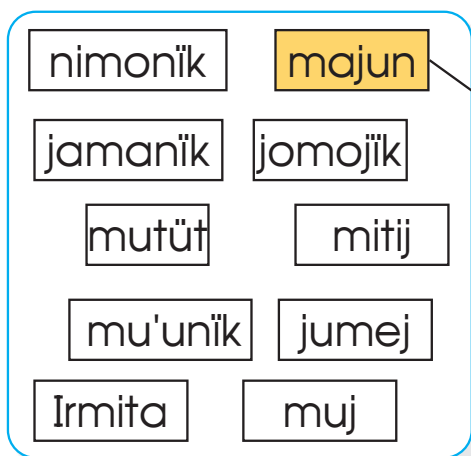 nimonïk majun
jamanïk jomojïk
mutüt mitij
mu'unïk jumej
Irmita muj